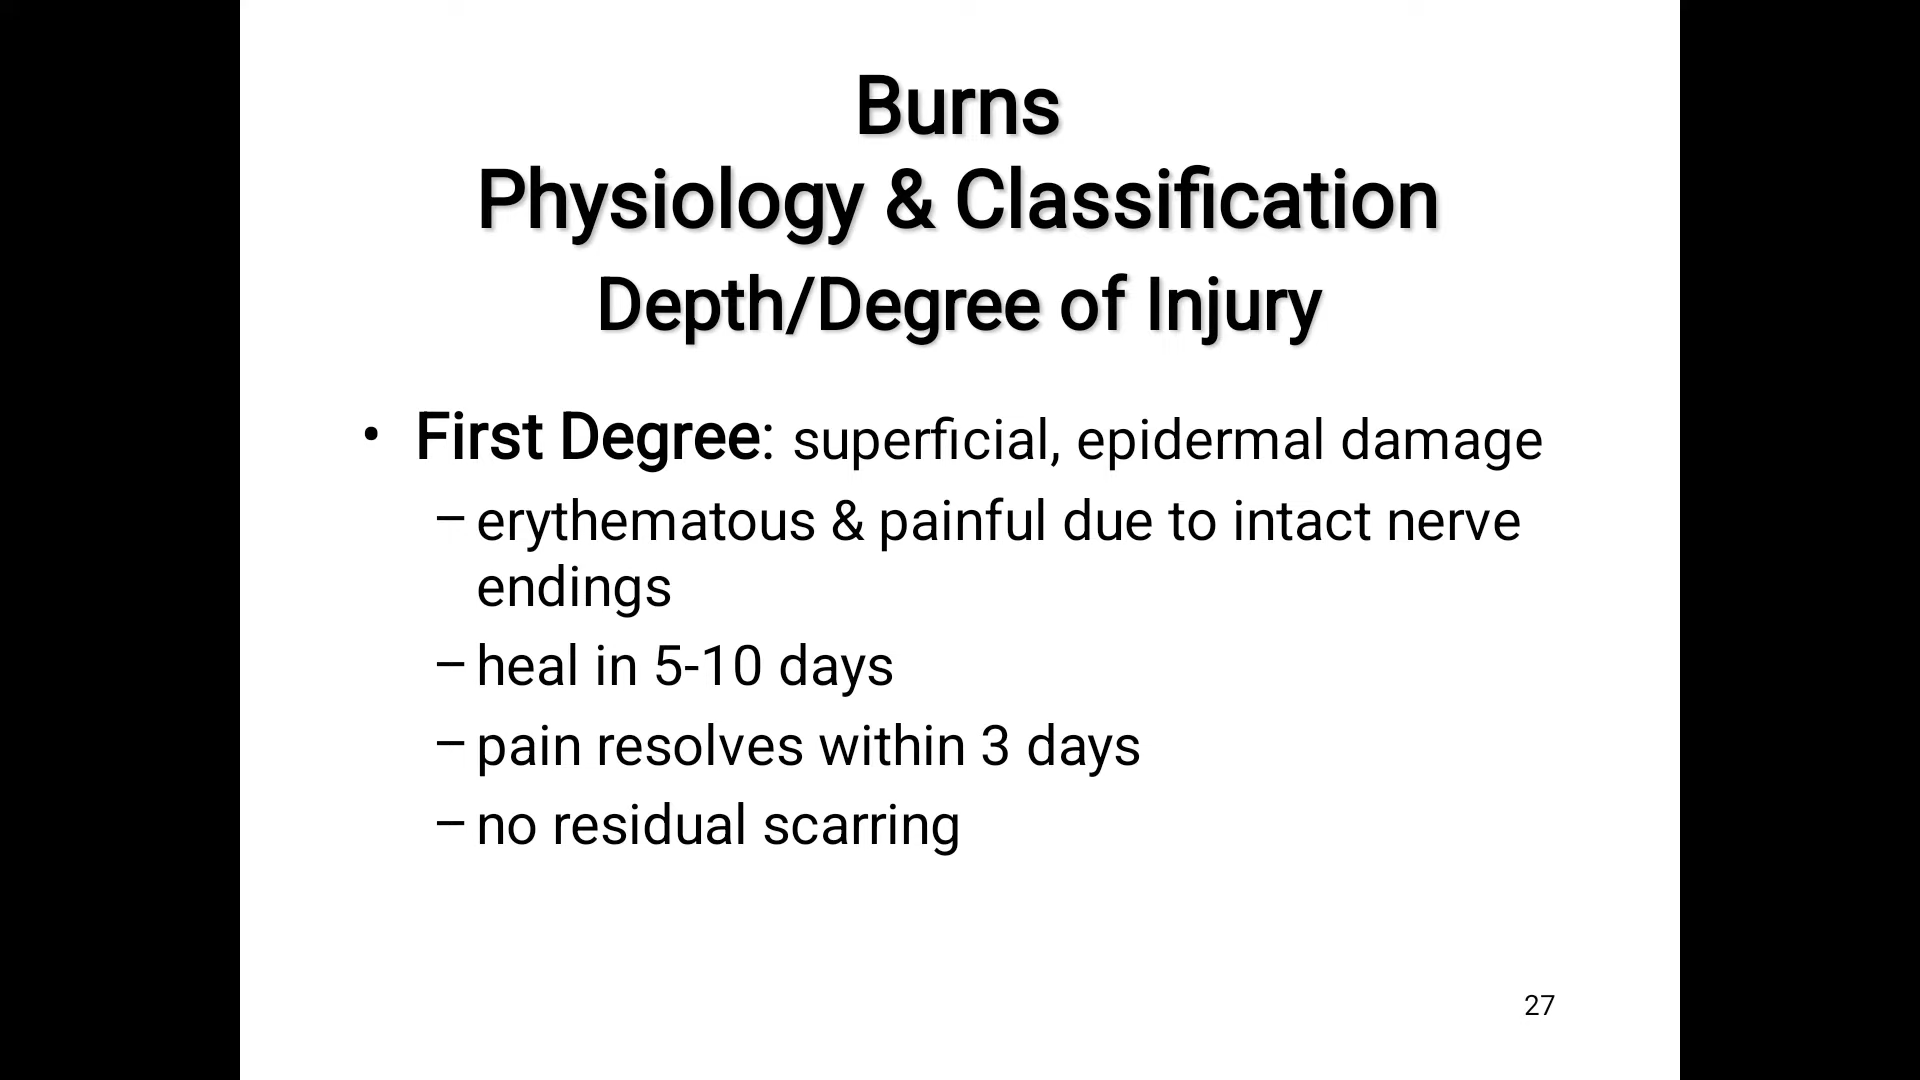 Burns
Physiology & Classification
Depth/Degree of Injury
• First Degree: superficial, epidermal damage
– erythematous & painful due to intact nerve
endings
– heal in 5-10 days
– pain resolves within 3 days
– no residual scarring
27